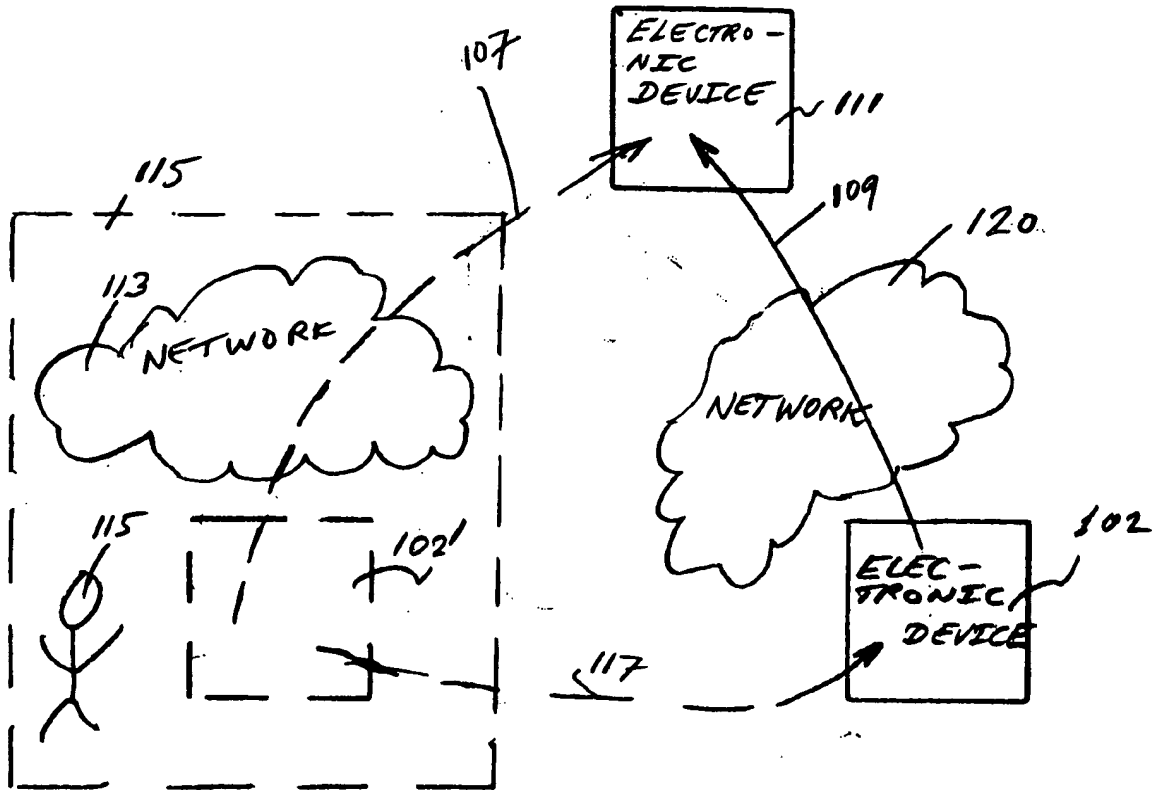 107
ELECTRO-
NIC
DEVICE
111
115
109
120
113
NETWORK
NETWORK
115
102'
102
ELEC-
TRONIC
DEVICE
117